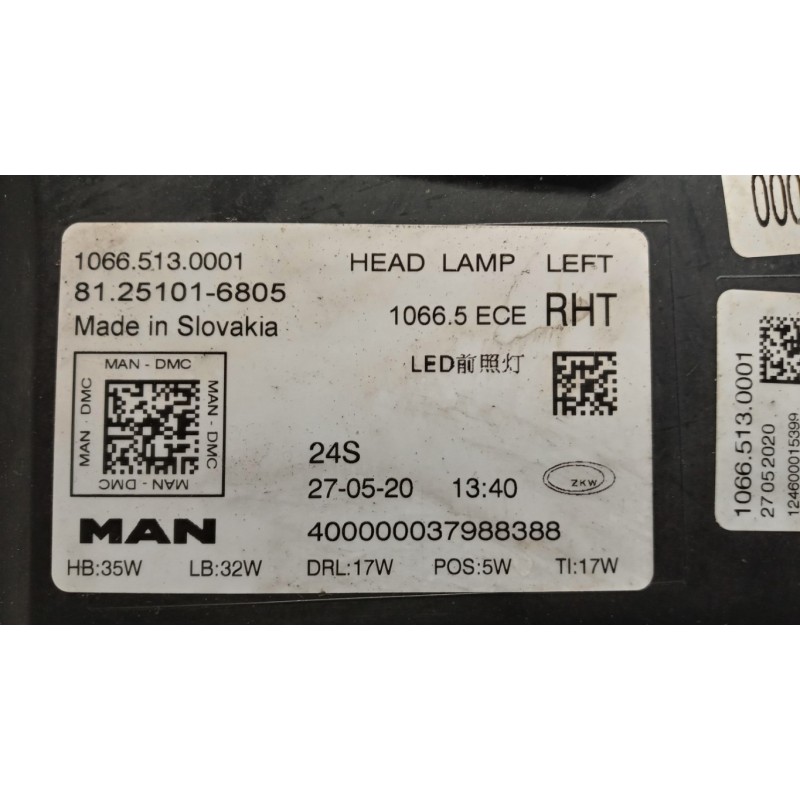 1066.513.0001 HEAD LAMP LEFT
81.25101-6805
1066.5 ECE RHT
Made in Slovakia
LED前照灯
MAN - DMC
MAN - DMC
MAN - DMC
MAN - DMC
24S
27-05-20 13:40
ZKW
MAN 400000037988388
HB:35W LB:32W DRL:17W POS:5W TI:17W
1066.513.0001
27052020
124600015399